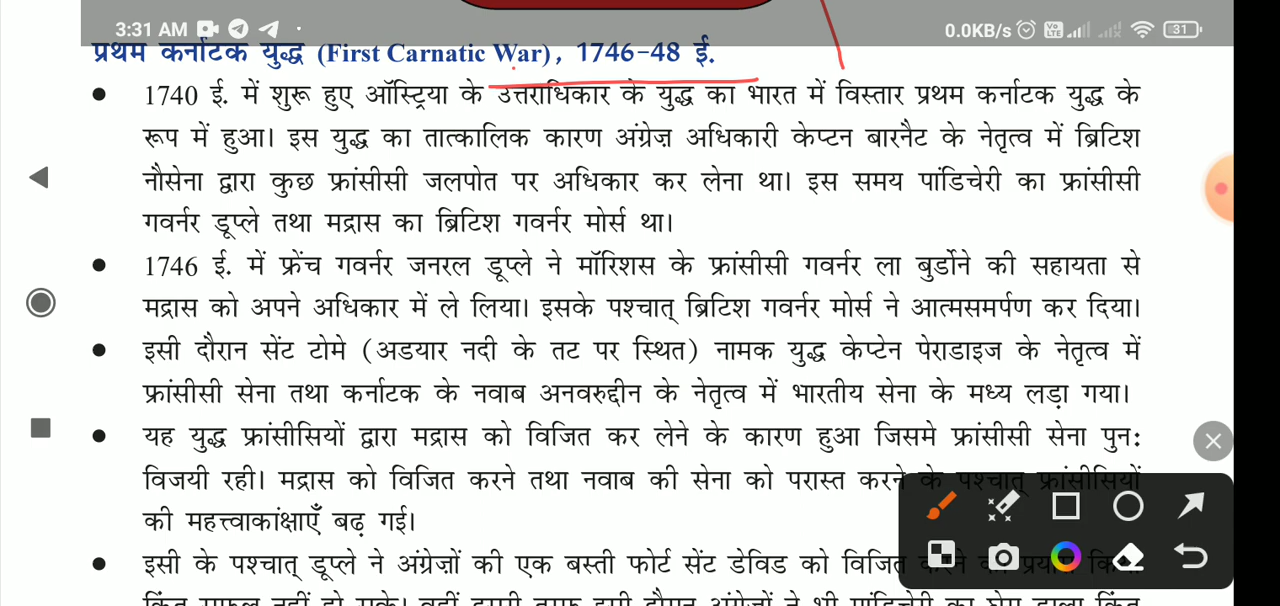 3:31 AM
0.0KB/s
Vo LTE
31
प्रथम कर्नाटक युद्ध (First Carnatic War), 1746-48 ई.
• 1740 ई. में शुरू हुए ऑस्ट्रिया के उत्तराधिकार के युद्ध का भारत में विस्तार प्रथम कर्नाटक युद्ध के
रूप में हुआ। इस युद्ध का तात्कालिक कारण अंग्रेज़ अधिकारी केप्टन बारनैट के नेतृत्व में ब्रिटिश
नौसेना द्वारा कुछ फ्रांसीसी जलपोत पर अधिकार कर लेना था। इस समय पांडिचेरी का फ्रांसीसी
गवर्नर डूप्ले तथा मद्रास का ब्रिटिश गवर्नर मोर्स था।
• 1746 ई. में फ्रेंच गवर्नर जनरल डूप्ले ने मॉरिशस के फ्रांसीसी गवर्नर ला बुर्डोने की सहायता से
मद्रास को अपने अधिकार में ले लिया। इसके पश्चात् ब्रिटिश गवर्नर मोर्स ने आत्मसमर्पण कर दिया।
• इसी दौरान सेंट टोमे (अडयार नदी के तट पर स्थित) नामक युद्ध केप्टेन पेराडाइज के नेतृत्व में
फ्रांसीसी सेना तथा कर्नाटक के नवाब अनवरुद्दीन के नेतृत्व में भारतीय सेना के मध्य लड़ा गया।
• यह युद्ध फ्रांसीसियों द्वारा मद्रास को विजित कर लेने के कारण हुआ जिसमे फ्रांसीसी सेना पुन:
विजयी रही। मद्रास को विजित करने तथा नवाब की सेना को परास्त करने के पश्चात् फ्रांसीसियों
की महत्त्वाकांक्षाएँ बढ़ गई।
• इसी के पश्चात् डूप्ले ने अंग्रेज़ों की एक बस्ती फोर्ट सेंट डेविड को विजित करने का प्रयास